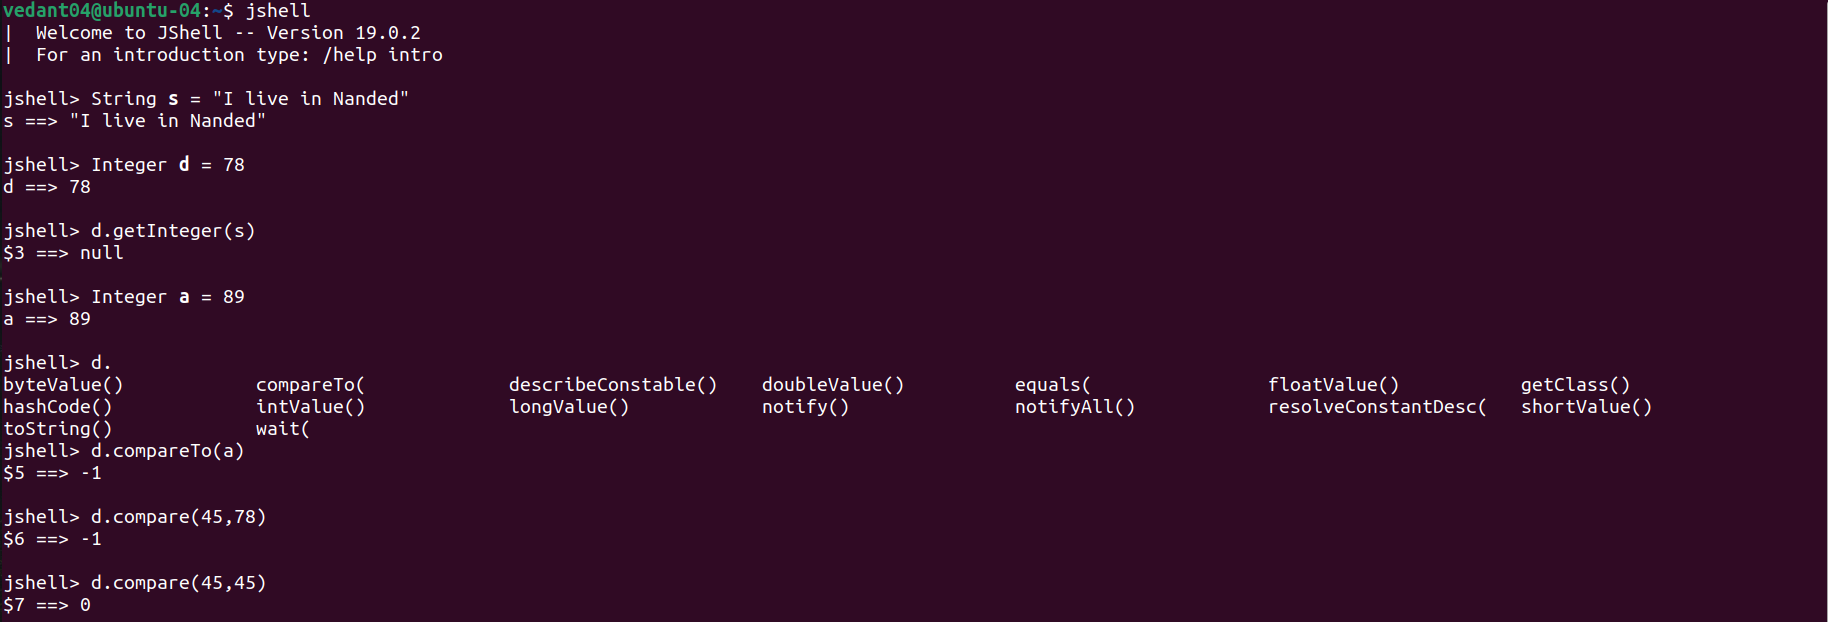 vedant04@ubuntu-04:~$ jshell
|  Welcome to JShell -- Version 19.0.2
|  For an introduction type: /help intro
jshell> String s = "I live in Nanded"
s ==> "I live in Nanded"
jshell> Integer d = 78
d ==> 78
jshell> d.getInteger(s)
$3 ==> null
jshell> Integer a = 89
a ==> 89
jshell> d.
byteValue()            compareTo(             describeConstable()    doubleValue()          equals(                floatValue()           getClass()
hashCode()             intValue()             longValue()            notify()               notifyAll()            resolveConstantDesc(   shortValue()
toString()             wait(
jshell> d.compareTo(a)
$5 ==> -1
jshell> d.compare(45,78)
$6 ==> -1
jshell> d.compare(45,45)
$7 ==> 0